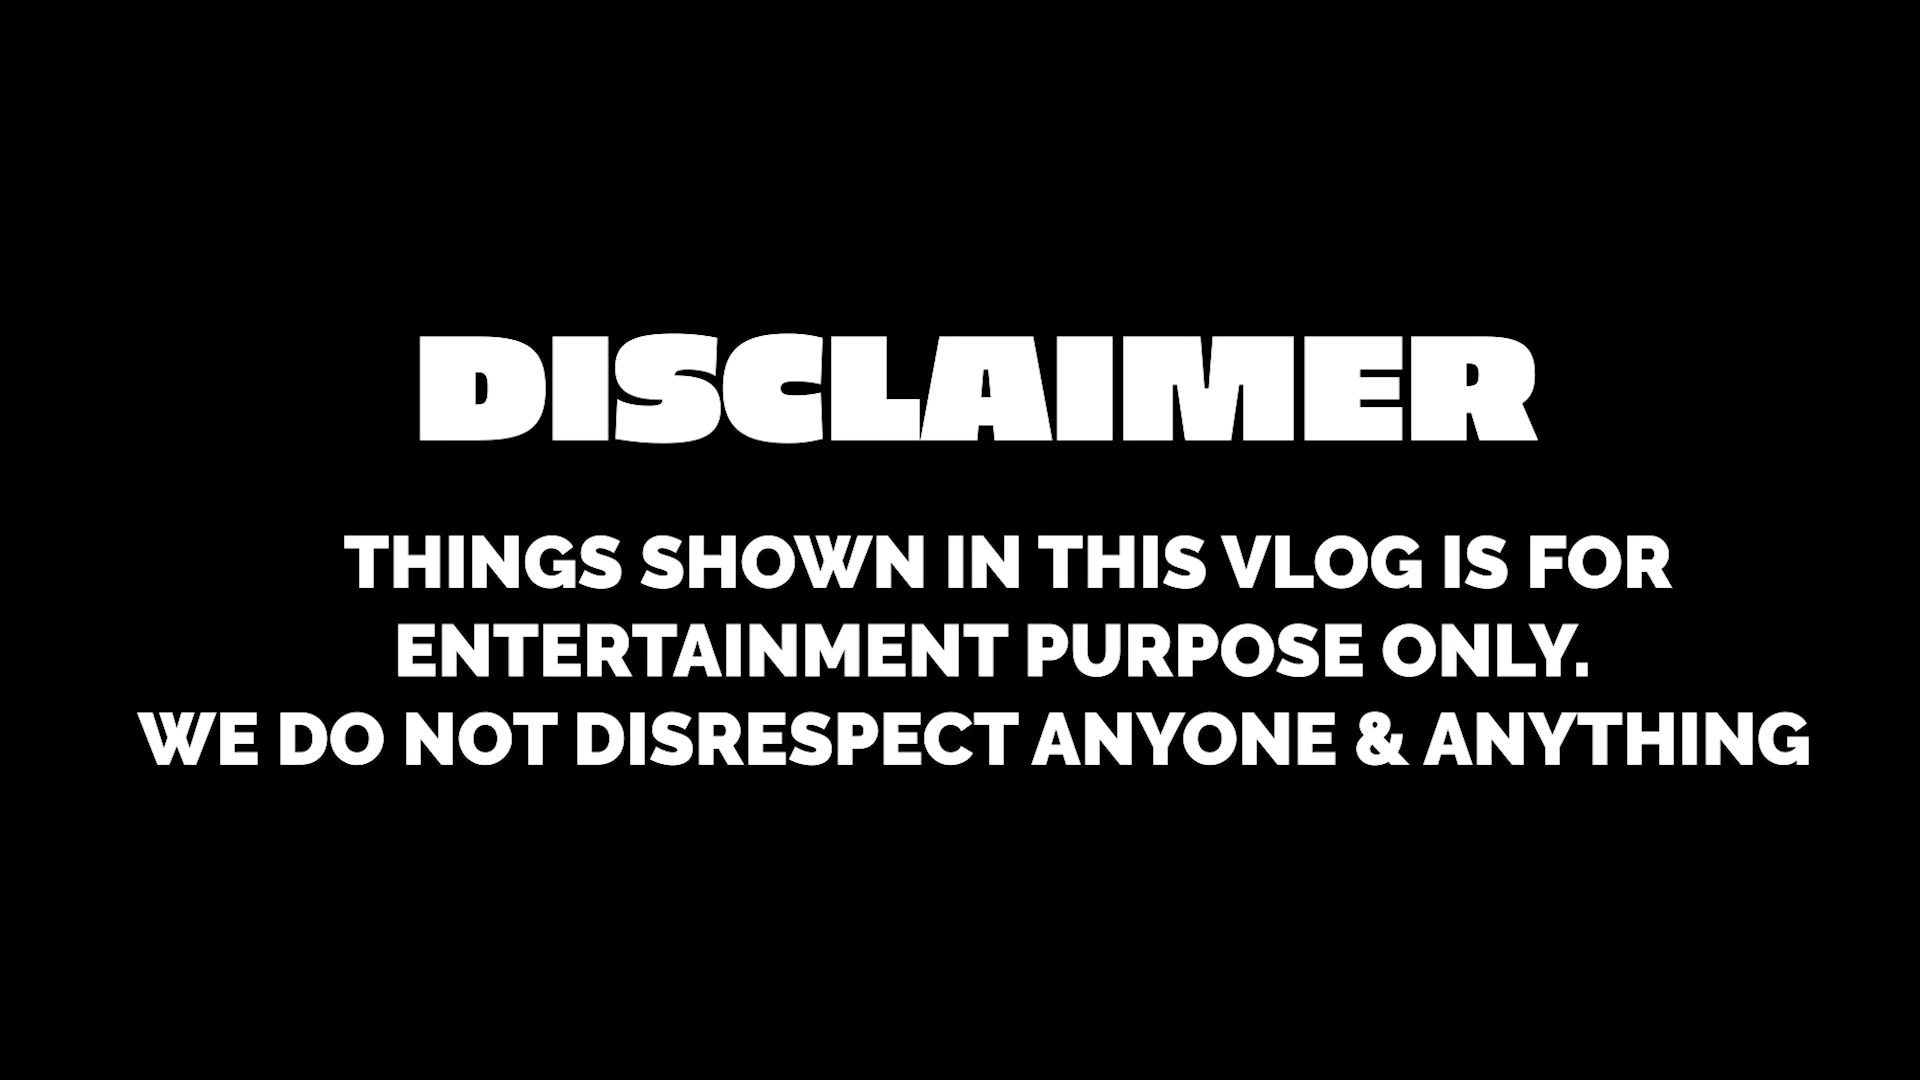 DISCLAIMER
THINGS SHOWN IN THIS VLOG IS FOR
ENTERTAINMENT PURPOSE ONLY.
WE DO NOT DISRESPECT ANYONE & ANYTHING